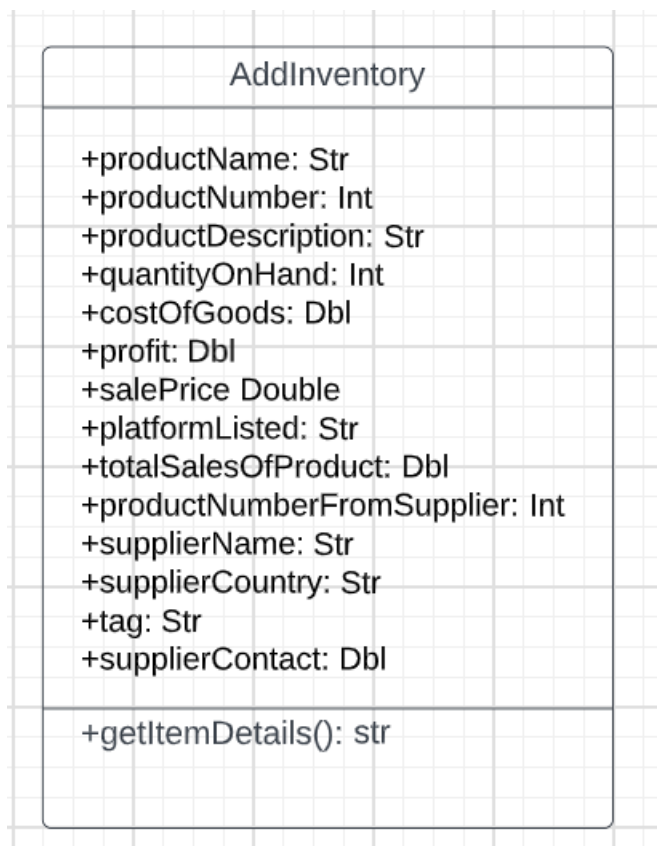 AddInventory
+productName: Str
+productNumber: Int
+productDescription: Str
+quantityOnHand: Int
+costOfGoods: Dbl
+profit: Dbl
+salePrice Double
+platformListed: Str
+totalSalesOfProduct: Dbl
+productNumberFromSupplier: Int
+supplierName: Str
+supplierCountry: Str
+tag: Str
+supplierContact: Dbl
+getItemDetails(): str